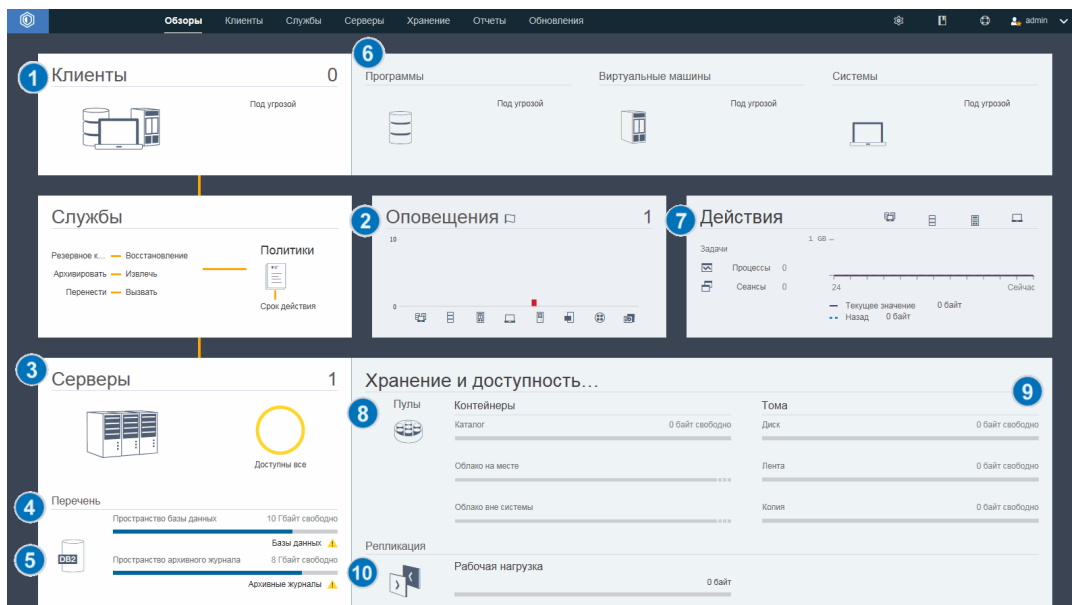 Обзоры Клиенты Службы Серверы Хранение Отчеты Обновления admin
1 Клиенты 0
Под угрозой
6
Программы Виртуальные машины Системы
Под угрозой Под угрозой Под угрозой
Службы
Резервное к... Восстановление
Архивировать Извлечь
Перенести Вызвать
Политики
Срок действия
2 Оповещения 1
10
0
7 Действия
Задачи
Процессы 0
Сеансы 0
1 GB
24 Сейчас
Текущее значение 0 байт
Назад 0 байт
3 Серверы 1
Доступны все
4 Перечень
Пространство базы данных 10 Гбайт свободно
Базы данных
5 DB2
Пространство архивного журнала 8 Гбайт свободно
Архивные журналы
Хранение и доступность...
9
8 Пулы
Контейнеры
Каталог 0 байт свободно
Облако на месте
Облако вне системы
Тома
Диск 0 байт свободно
Лента 0 байт свободно
Копия 0 байт свободно
Репликация
10 Рабочая нагрузка
0 байт